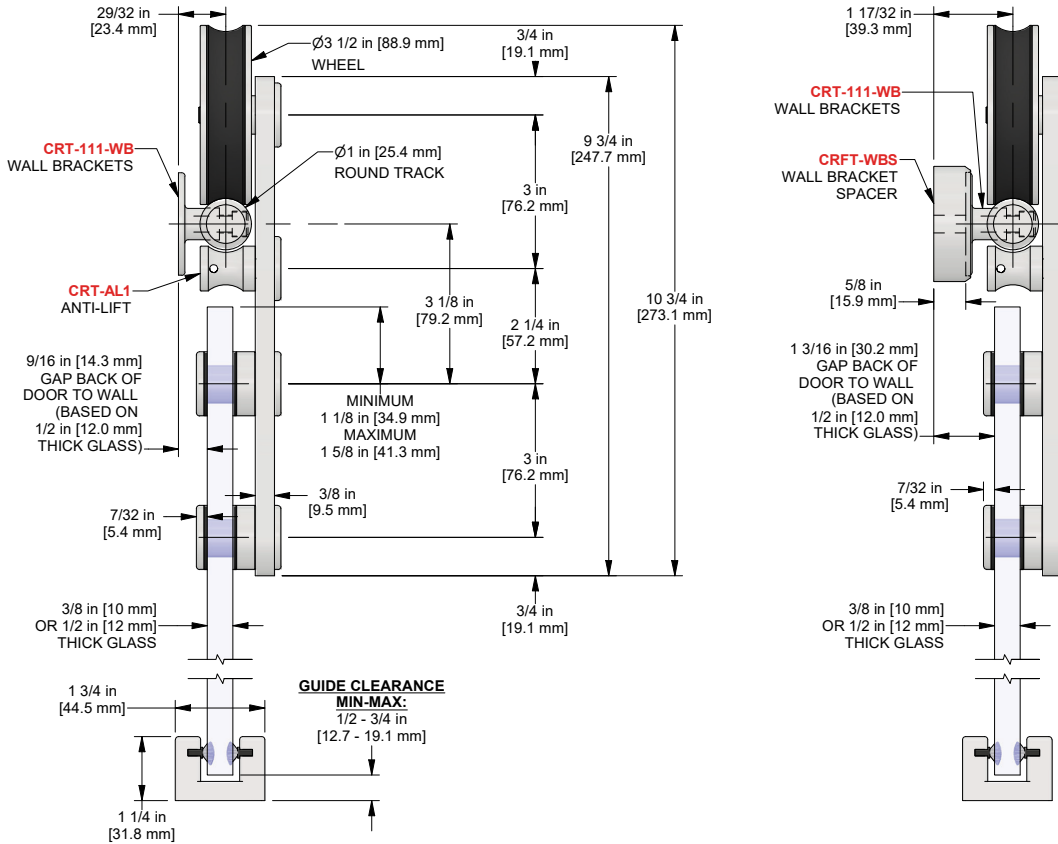 29/32 in
[23.4 mm]
Ø3 1/2 in [88.9 mm]
WHEEL
3/4 in
[19.1 mm]
CRT-111-WB
WALL BRACKETS
Ø1 in [25.4 mm]
ROUND TRACK
9 3/4 in
[247.7 mm]
3 in
[76.2 mm]
CRT-AL1
ANTI-LIFT
3 1/8 in
[79.2 mm]
10 3/4 in
[273.1 mm]
2 1/4 in
[57.2 mm]
9/16 in [14.3 mm]
GAP BACK OF
DOOR TO WALL
(BASED ON
1/2 in [12.0 mm]
THICK GLASS)
MINIMUM
1 1/8 in [34.9 mm]
MAXIMUM
1 5/8 in [41.3 mm]
3 in
[76.2 mm]
3/8 in
[9.5 mm]
7/32 in
[5.4 mm]
3/4 in
[19.1 mm]
3/8 in [10 mm]
OR 1/2 in [12 mm]
THICK GLASS
1 3/4 in
[44.5 mm]
GUIDE CLEARANCE
MIN-MAX:
1/2 - 3/4 in
[12.7 - 19.1 mm]
1 1/4 in
[31.8 mm]
1 17/32 in
[39.3 mm]
CRT-111-WB
WALL BRACKETS
CRFT-WBS
WALL BRACKET
SPACER
5/8 in
[15.9 mm]
1 3/16 in [30.2 mm]
GAP BACK OF
DOOR TO WALL
(BASED ON
1/2 in [12.0 mm]
THICK GLASS)
7/32 in
[5.4 mm]
3/8 in [10 mm]
OR 1/2 in [12 mm]
THICK GLASS